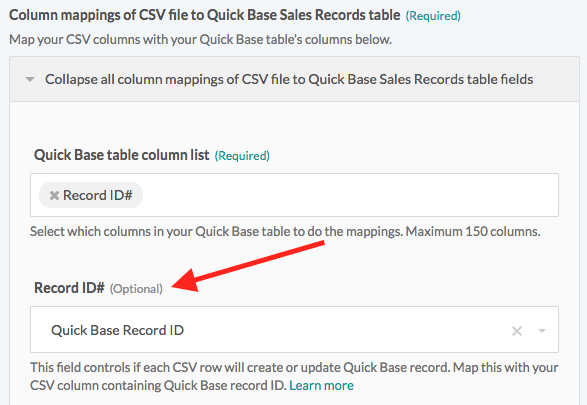 Column mappings of CSV file to Quick Base Sales Records table (Required)
Map your CSV columns with your Quick Base table's columns below.
Collapse all column mappings of CSV file to Quick Base Sales Records table fields
Quick Base table column list (Required)
Record ID#
Select which columns in your Quick Base table to do the mappings. Maximum 150 columns.
Record ID# (Optional)
Quick Base Record ID
This field controls if each CSV row will create or update Quick Base record. Map this with your
CSV column containing Quick Base record ID. Learn more